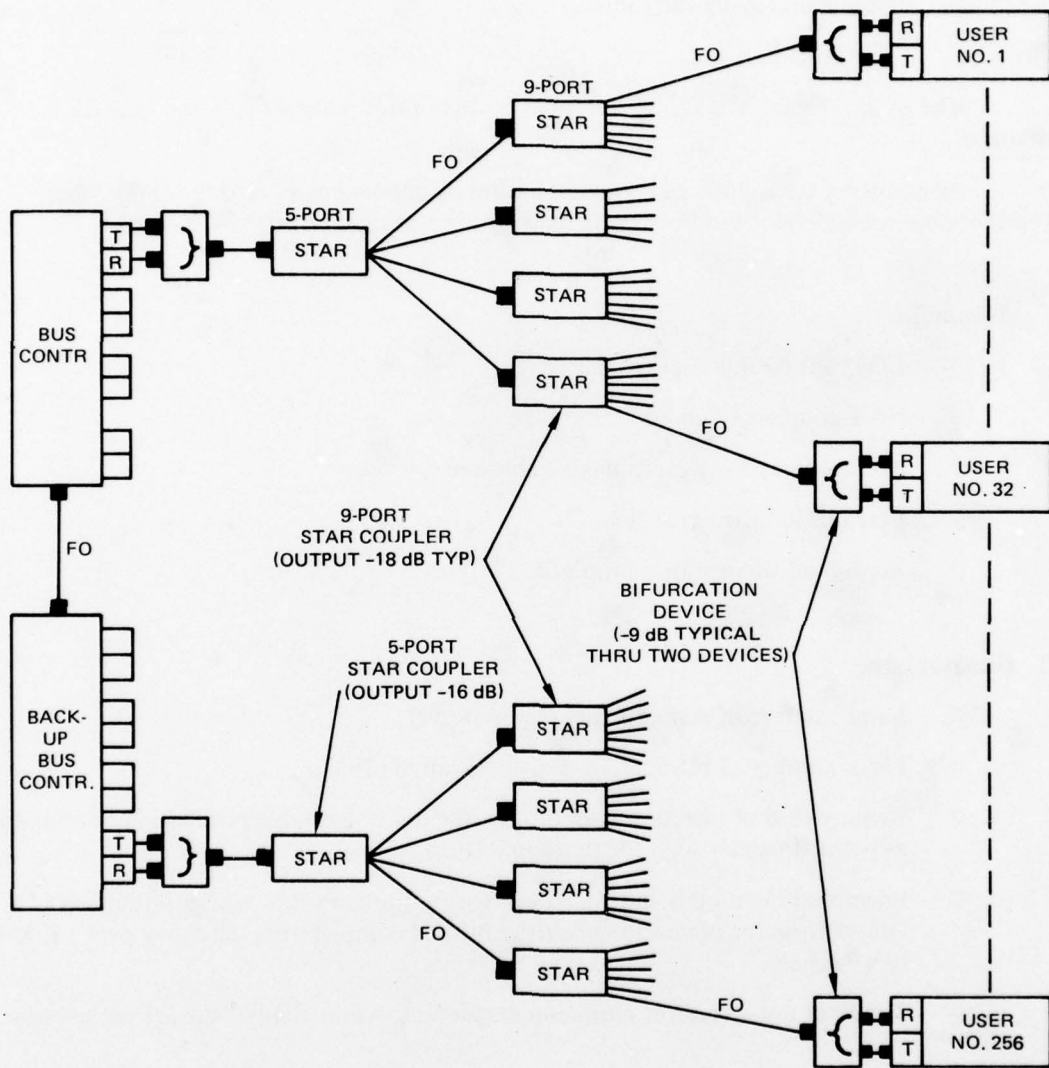 R
T
USER
NO. 1
FO
9-PORT
STAR
FO
5-PORT
STAR
T
R
STAR
STAR
BUS
CONTR
STAR
FO
R
T
USER
NO. 32
FO
9-PORT
STAR COUPLER
(OUTPUT -18 dB TYP)
BIFURCATION
DEVICE
(-9 dB TYPICAL
THRU TWO DEVICES)
5-PORT
STAR COUPLER
(OUTPUT -16 dB)
BACK-
UP
BUS
CONTR.
STAR
STAR
T
R
STAR
STAR
FO
STAR
FO
R
T
USER
NO. 256